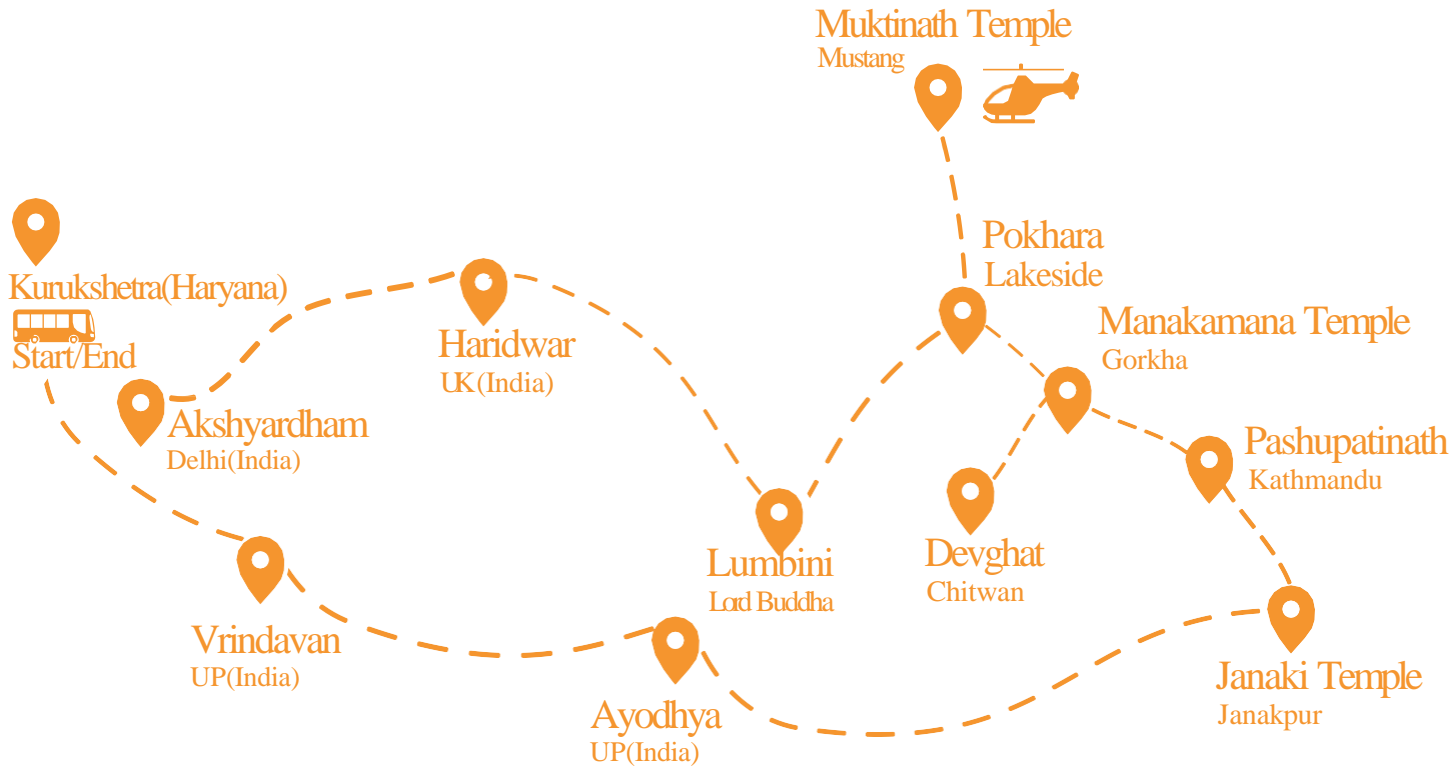 Muktinath Temple
Mustang
Pokhara
Lakeside
Kurukshetra(Haryana)
Start/End
Haridwar
UK(India)
Manakamana Temple
Gorkha
Akshyardham
Delhi(India)
Pashupatinath
Kathmandu
Lumbini
Lord Buddha
Devghat
Chitwan
Vrindavan
UP(India)
Janaki Temple
Janakpur
Ayodhya
UP(India)